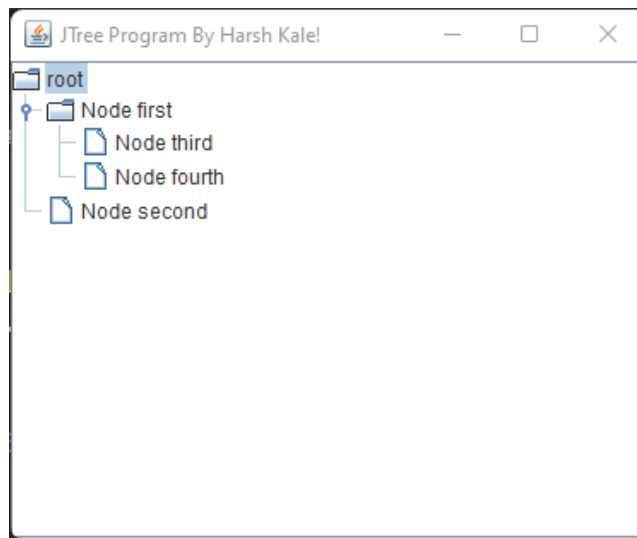 JTree Program By Harsh Kale!
root
Node first
Node third
Node fourth
Node second